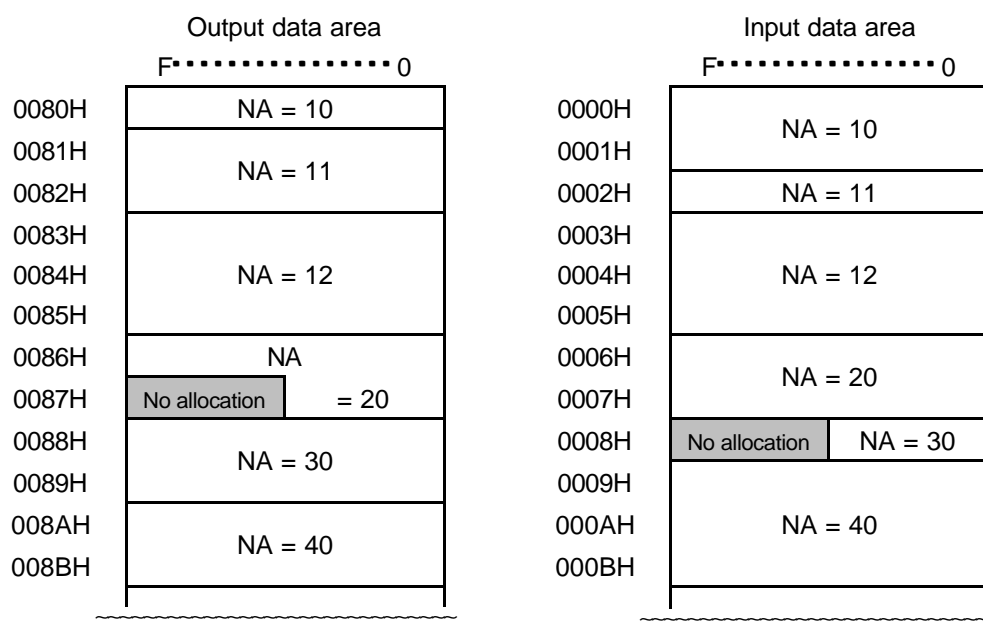 Output data area
F 0
0080H NA = 10
0081H
NA = 11
0082H
0083H
0084H NA = 12
0085H
0086H NA
0087H No allocation = 20
0088H
NA = 30
0089H
008AH
NA = 40
008BH
Input data area
F 0
0000H
NA = 10
0001H
0002H NA = 11
0003H
0004H NA = 12
0005H
0006H
NA = 20
0007H
0008H No allocation NA = 30
0009H
000AH NA = 40
000BH